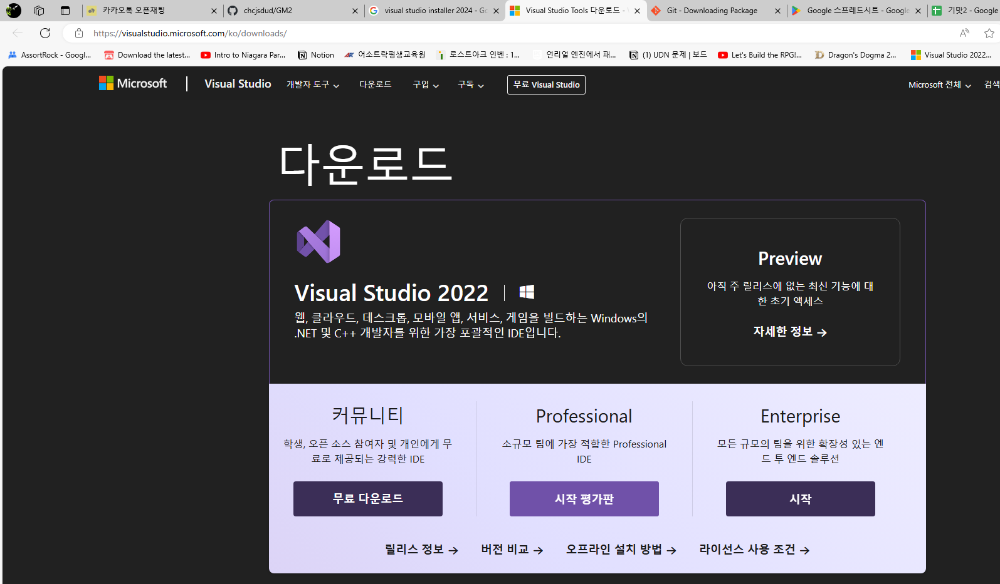 카카오톡 오픈채팅
chcjsdud/GM2
visual studio installer 2024 - Go
Visual Studio Tools 다운로드 -
Git - Downloading Package
Google 스프레드시트 - Google
기맛2 - Google
https://visualstudio.microsoft.com/ko/downloads/
AssortRock - Googl...
Download the latest...
Intro to Niagara Par...
Notion
어소트락평생교육원
로스트아크 인벤 : 1...
언리얼 엔진에서 패...
(1) UDN 문제 | 보드
Let's Build the RPG!...
Dragon's Dogma 2...
Visual Studio 2022...
Microsoft
Visual Studio
개발자 도구
다운로드
구입
구독
무료 Visual Studio
Microsoft 전체
검색
다운로드
Visual Studio 2022
웹, 클라우드, 데스크톱, 모바일 앱, 서비스, 게임을 빌드하는 Windows의
.NET 및 C++ 개발자를 위한 가장 포괄적인 IDE입니다.
Preview
아직 주 릴리스에 없는 최신 기능에 대
한 초기 액세스
자세한 정보 →
커뮤니티
학생, 오픈 소스 참여자 및 개인에게 무
료로 제공되는 강력한 IDE
무료 다운로드
Professional
소규모 팀에 가장 적합한 Professional
IDE
시작 평가판
Enterprise
모든 규모의 팀을 위한 확장성 있는 엔
드 투 엔드 솔루션
시작
릴리스 정보 →
버전 비교 →
오프라인 설치 방법 →
라이선스 사용 조건 →